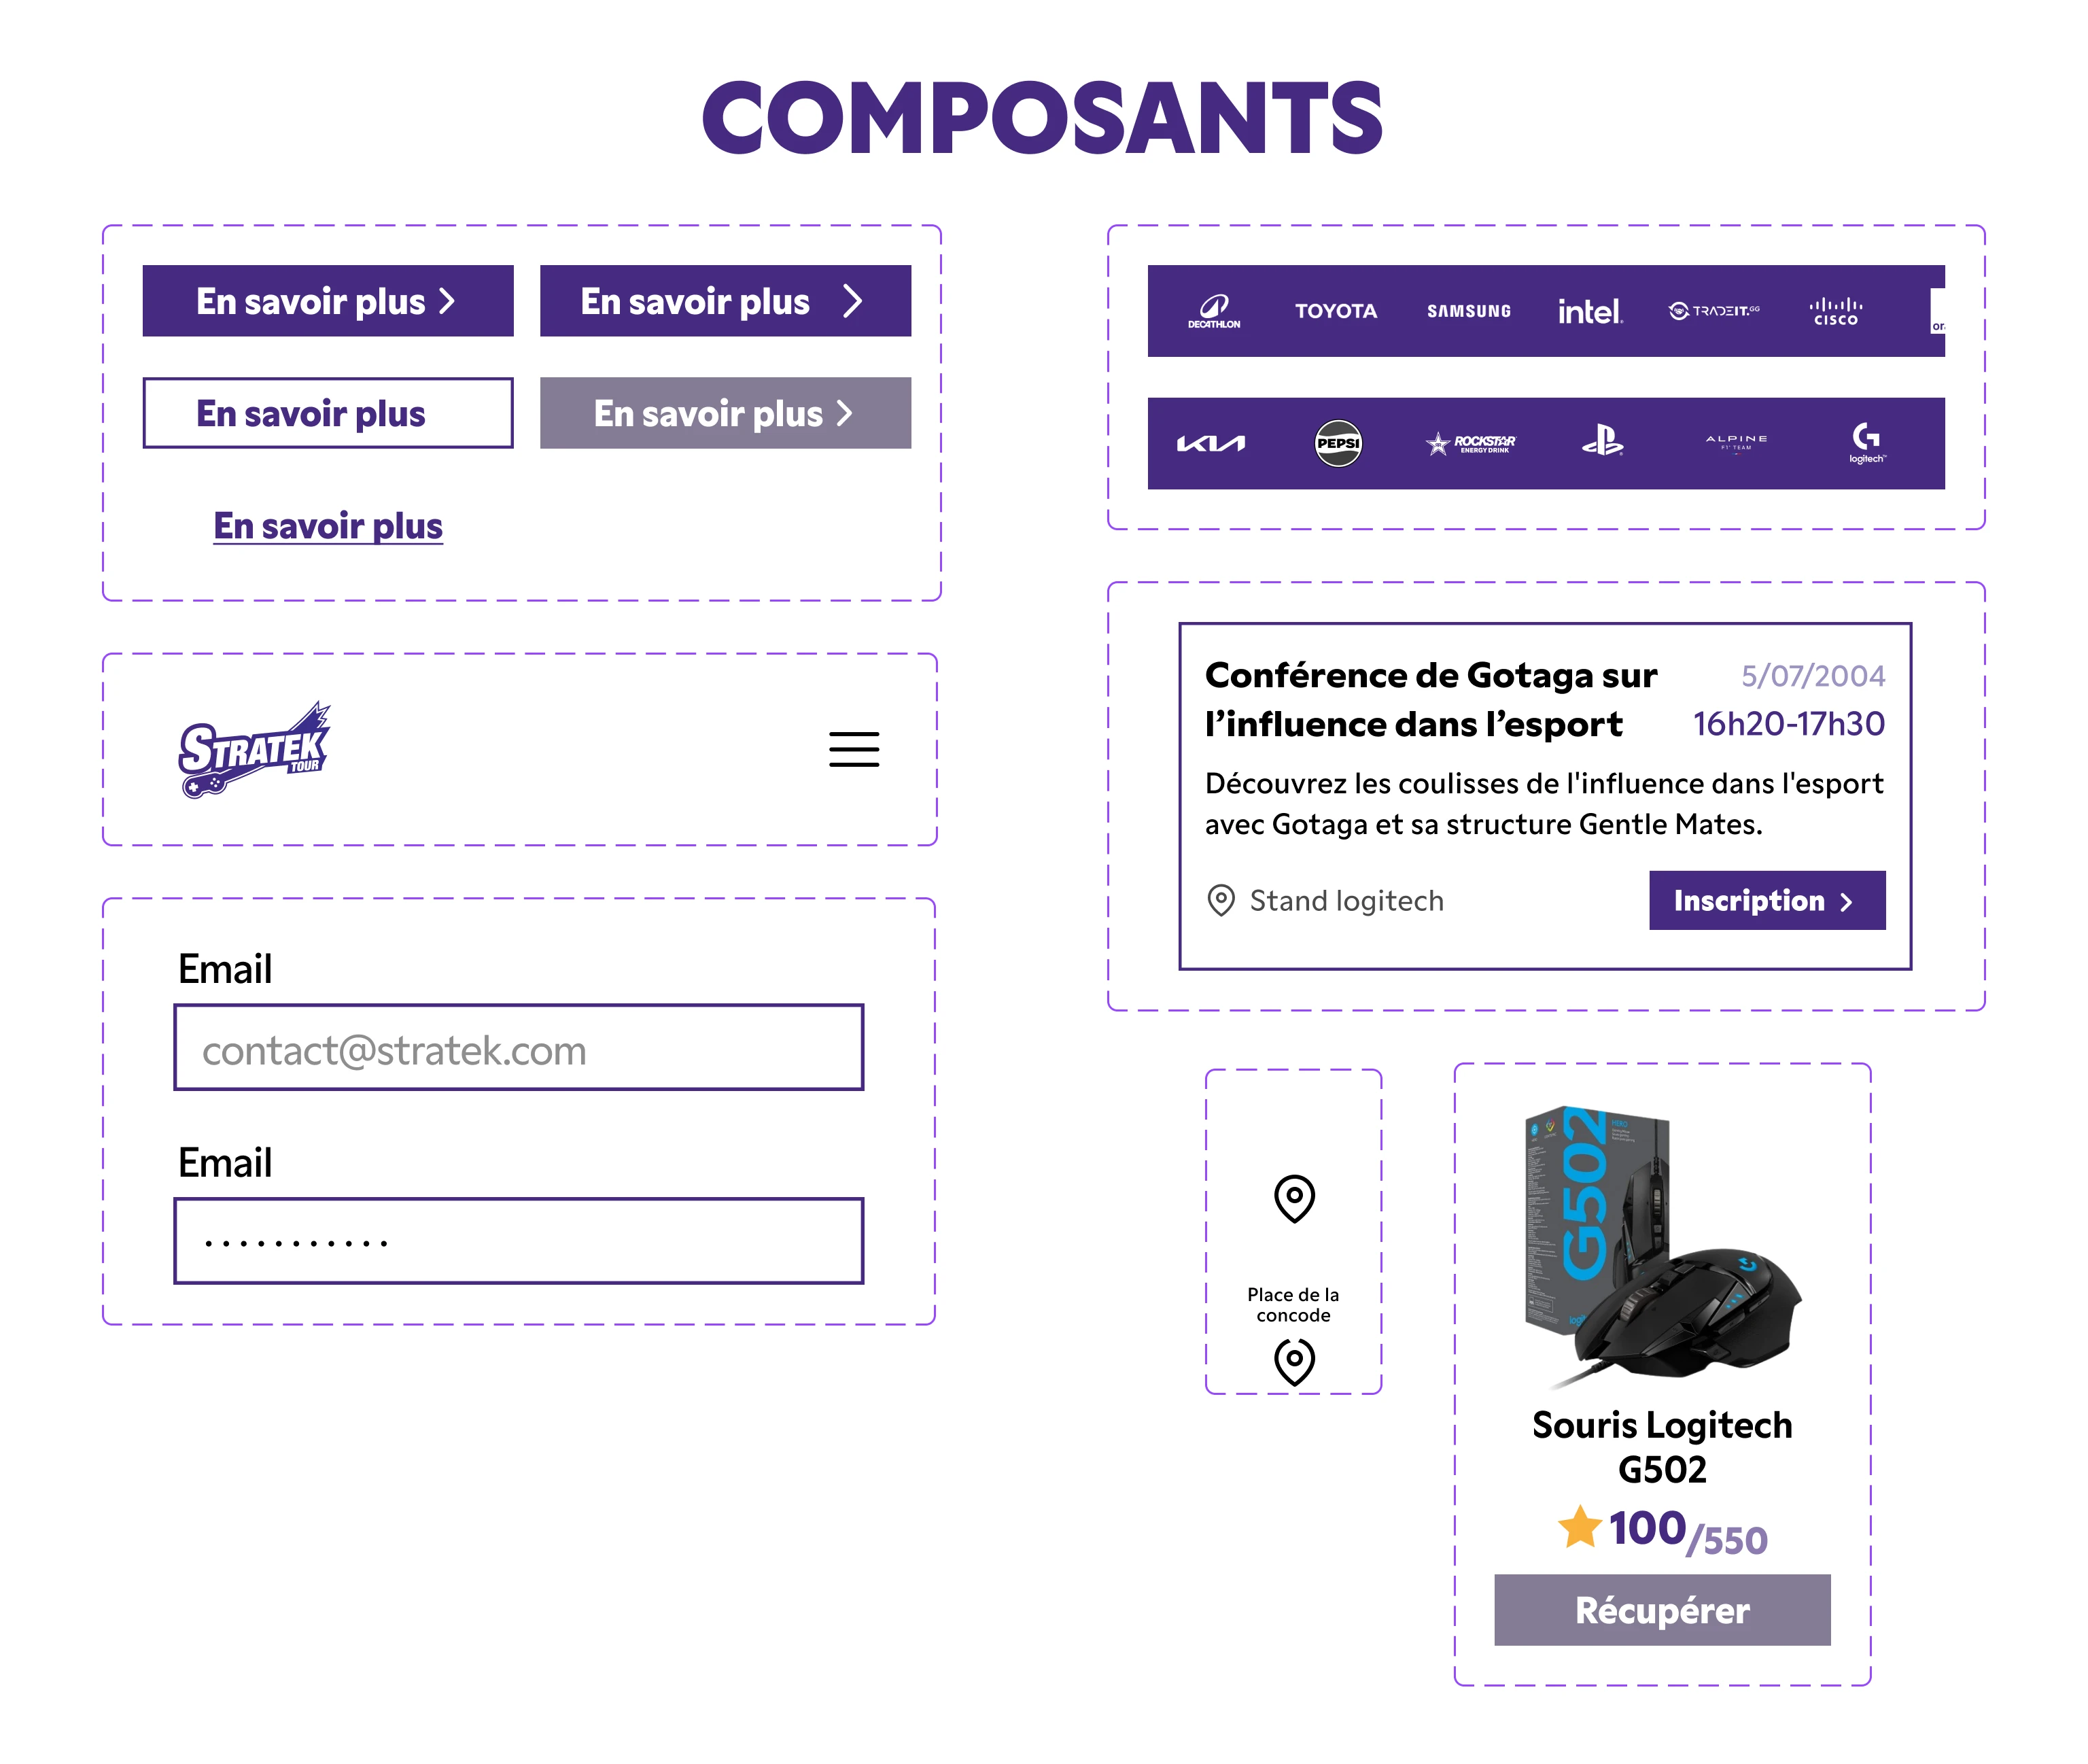 COMPOSANTS
En savoir plus
En savoir plus
En savoir plus
En savoir plus
En savoir plus
STRATEK
TOUR
Email
contact@stratek.com
Email
...........
DECATHLON
TOYOTA
SAMSUNG
intel.
TRADEIT.GG
CISCO
or
KIA
PEPSI
ROCKSTAR
ENERGY DRINK
ALPINE
F1 TEAM
logitech
Conférence de Gotaga sur
l’influence dans l’esport
5/07/2004
16h20-17h30
Découvrez les coulisses de l'influence dans l'esport
avec Gotaga et sa structure Gentle Mates.
Stand logitech
Inscription
Place de la
concode
G502
HERO
Souris Logitech
G502
100/550
Récupérer